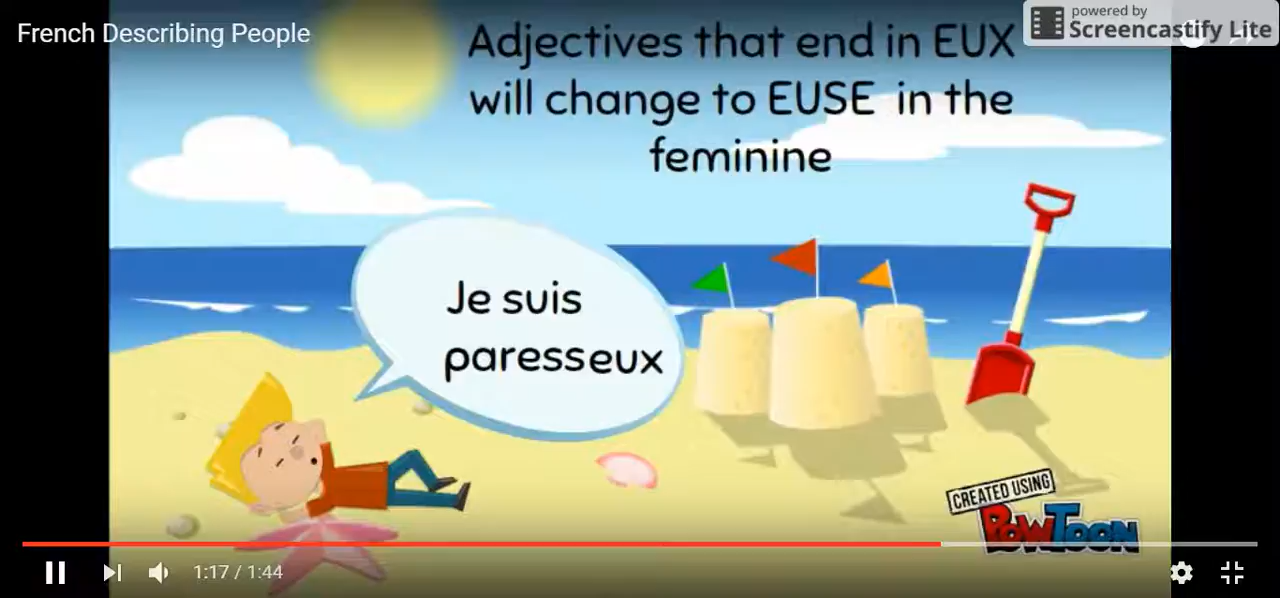 French Describing People
powered by
Screencastify Lite
Adjectives that end in EUX
will change to EUSE in the
feminine
Je suis
paresseux
CREATED USING
POWTOON
1:17 / 1:44